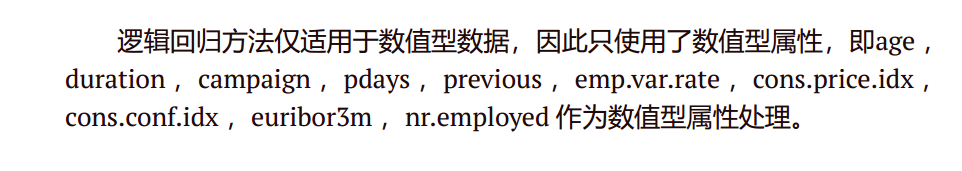 逻辑回归方法仅适用于数值型数据，因此只使用了数值型属性，即age，
duration，campaign，pdays，previous，emp.var.rate，cons.price.idx，
cons.conf.idx，euribor3m，nr.employed 作为数值型属性处理。